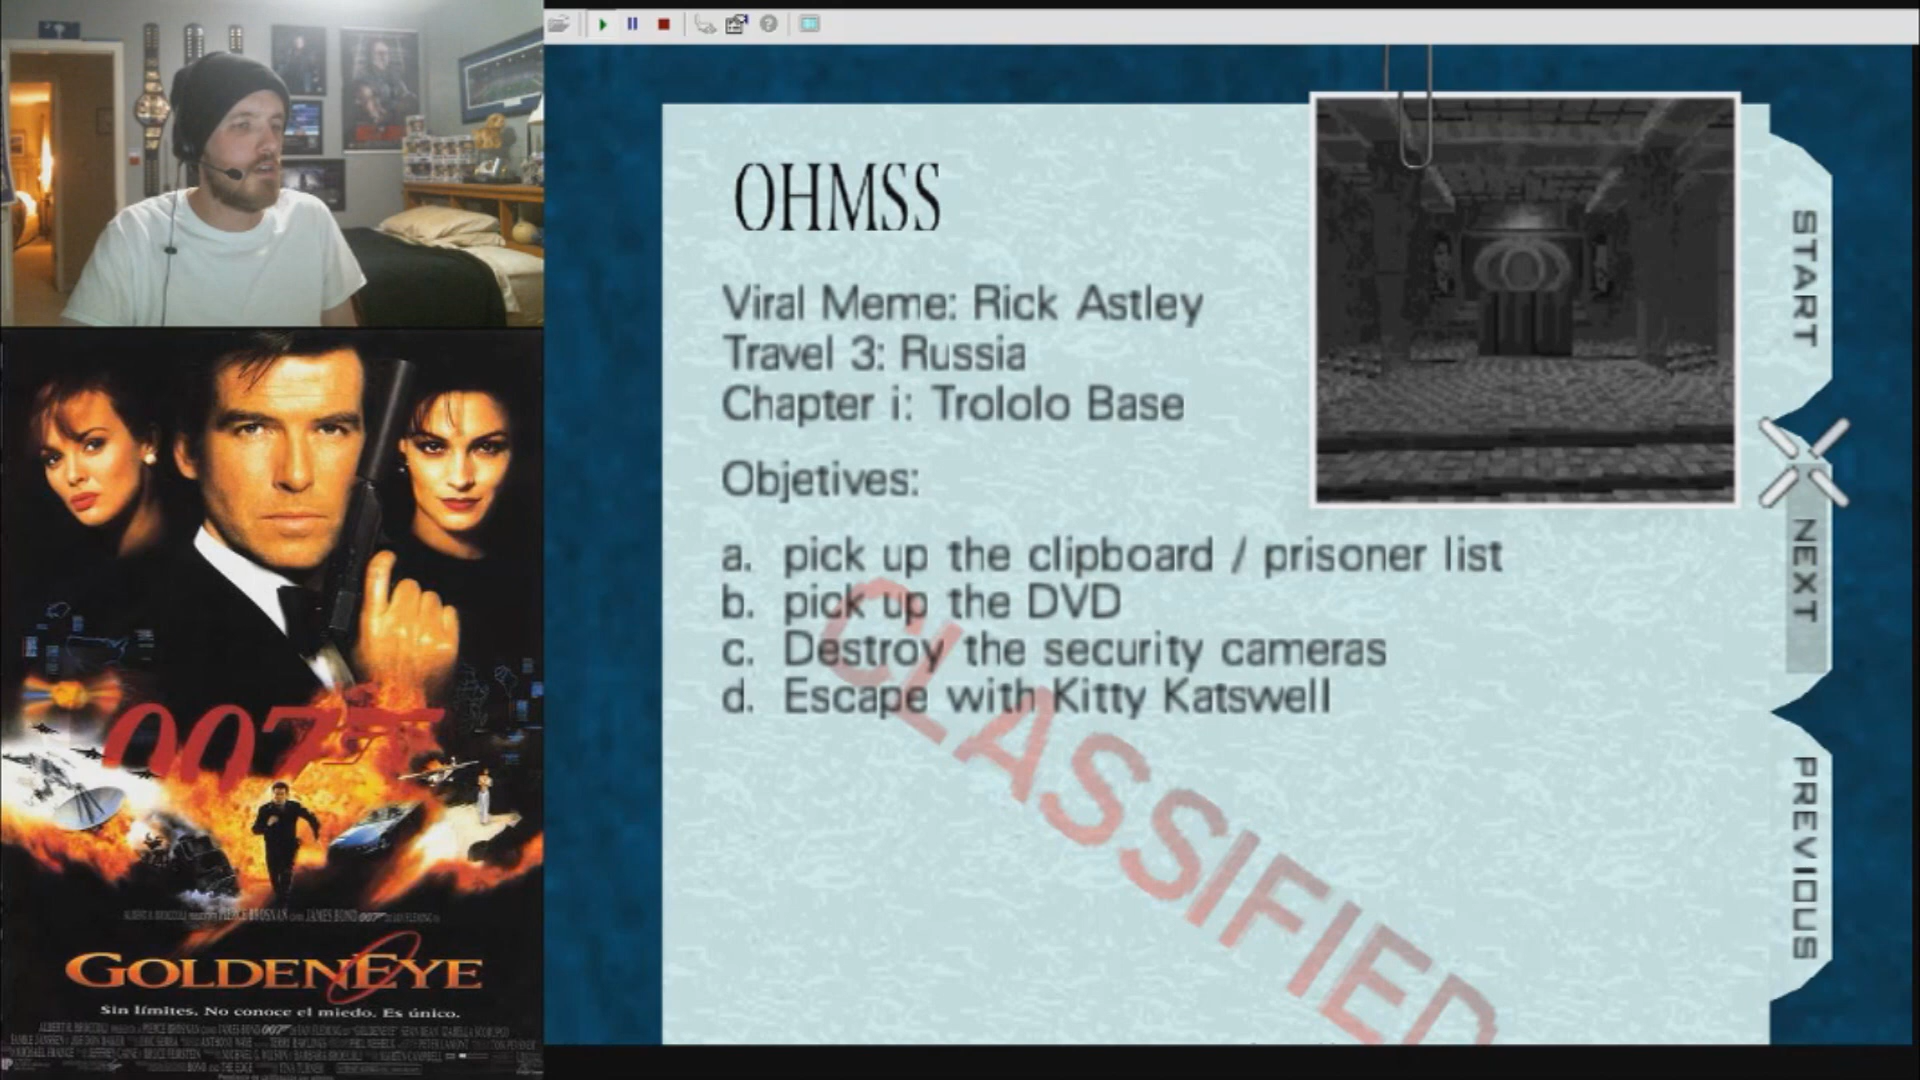 OHMSS
Viral Meme: Rick Astley
Travel 3: Russia
Chapter i: Trololo Base
Objetives:
a. pick up the clipboard / prisoner list
b. pick up the DVD
c. Destroy the security cameras
d. Escape with Kitty Katswell
CLASSIFIED
START
NEXT
PREVIOUS
007
GOLDENEYE
Sin límites. No conoce el miedo. Es único.